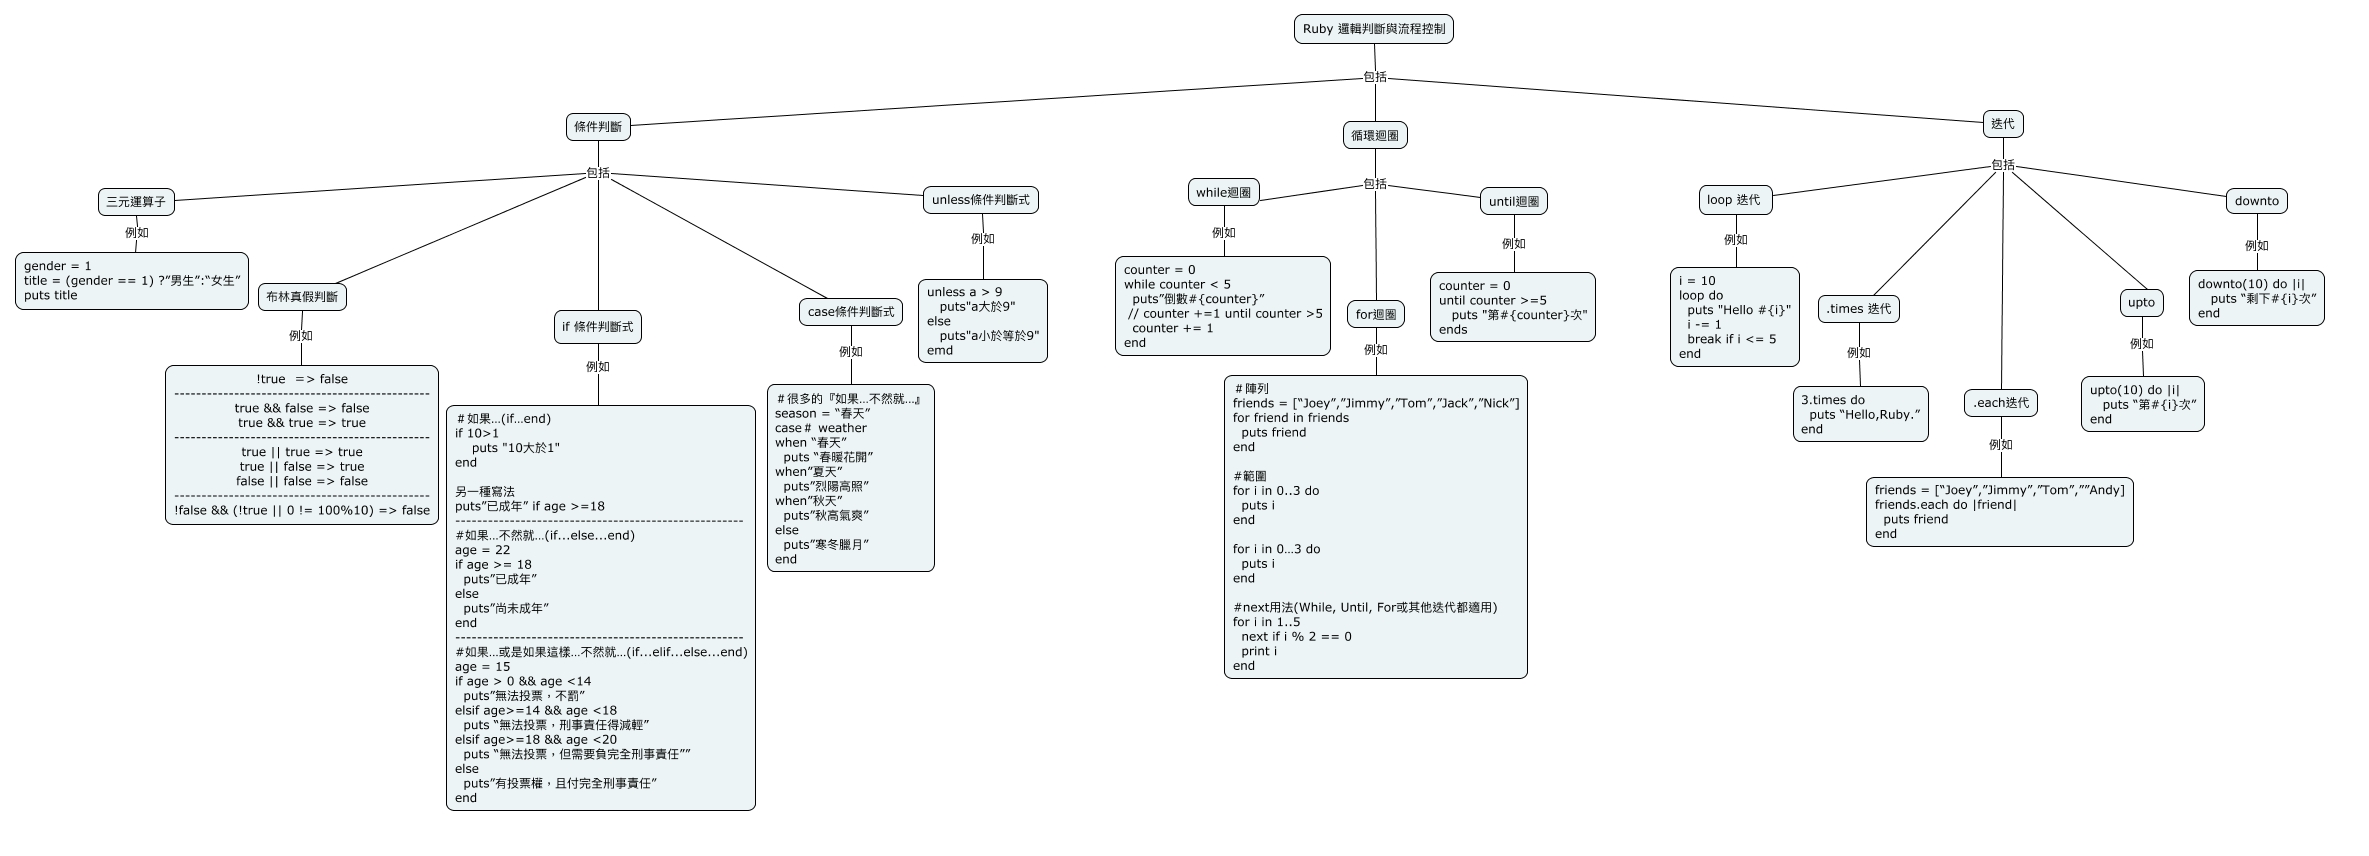 Ruby 邏輯判斷與流程控制
包括
條件判斷
包括
三元運算子
例如
gender = 1
title = (gender == 1) ?”男生”:“女生”
puts title
布林真假判斷
例如
!true  => false
------------------------------------------------
true && false => false
true && true => true
------------------------------------------------
true || true => true
true || false => true
false || false => false
------------------------------------------------
!false && (!true || 0 != 100%10) => false
if 條件判斷式
例如
＃如果…(if…end)
if 10>1
    puts "10大於1"
end
另一種寫法
puts”已成年” if age >=18
------------------------------------------------------
#如果…不然就…(if...else...end)
age = 22
if age >= 18
  puts”已成年”
else
  puts”尚未成年”
end
------------------------------------------------------
#如果…或是如果這樣…不然就…(if...elif...else...end)
age = 15
if age > 0 && age <14
  puts”無法投票，不罰”
elsif age>=14 && age <18
  puts “無法投票，刑事責任得減輕”
elsif age>=18 && age <20
  puts “無法投票，但需要負完全刑事責任””
else
  puts”有投票權，且付完全刑事責任”
end
case條件判斷式
例如
＃很多的『如果…不然就…』
season = “春天”
case＃ weather
when “春天”
  puts “春暖花開”
when”夏天”
  puts”烈陽高照”
when”秋天”
  puts”秋高氣爽”
else
  puts”寒冬臘月”
end
unless條件判斷式
例如
unless a > 9
   puts"a大於9"
else
   puts"a小於等於9"
emd
循環迴圈
包括
while迴圈
例如
counter = 0
while counter < 5
  puts”倒數#{counter}”
 // counter +=1 until counter >5
  counter += 1
end
for迴圈
例如
＃陣列
friends = [“Joey”,”Jimmy”,”Tom”,”Jack”,”Nick”]
for friend in friends
  puts friend
end
#範圍
for i in 0..3 do
  puts i
end
for i in 0…3 do
  puts i
end
#next用法(While, Until, For或其他迭代都適用)
for i in 1..5
  next if i % 2 == 0
  print i
end
until迴圈
例如
counter = 0
until counter >=5
   puts "第#{counter}次"
ends
迭代
包括
loop 迭代
例如
i = 10
loop do
  puts "Hello #{i}"
  i -= 1
  break if i <= 5
end
.times 迭代
例如
3.times do
  puts “Hello,Ruby.”
end
.each迭代
例如
friends = [“Joey”,”Jimmy”,”Tom”,””Andy]
friends.each do |friend|
  puts friend
end
upto
例如
upto(10) do |i|
   puts “第#{i}次”
end
downto
例如
downto(10) do |i|
   puts “剩下#{i}次”
end